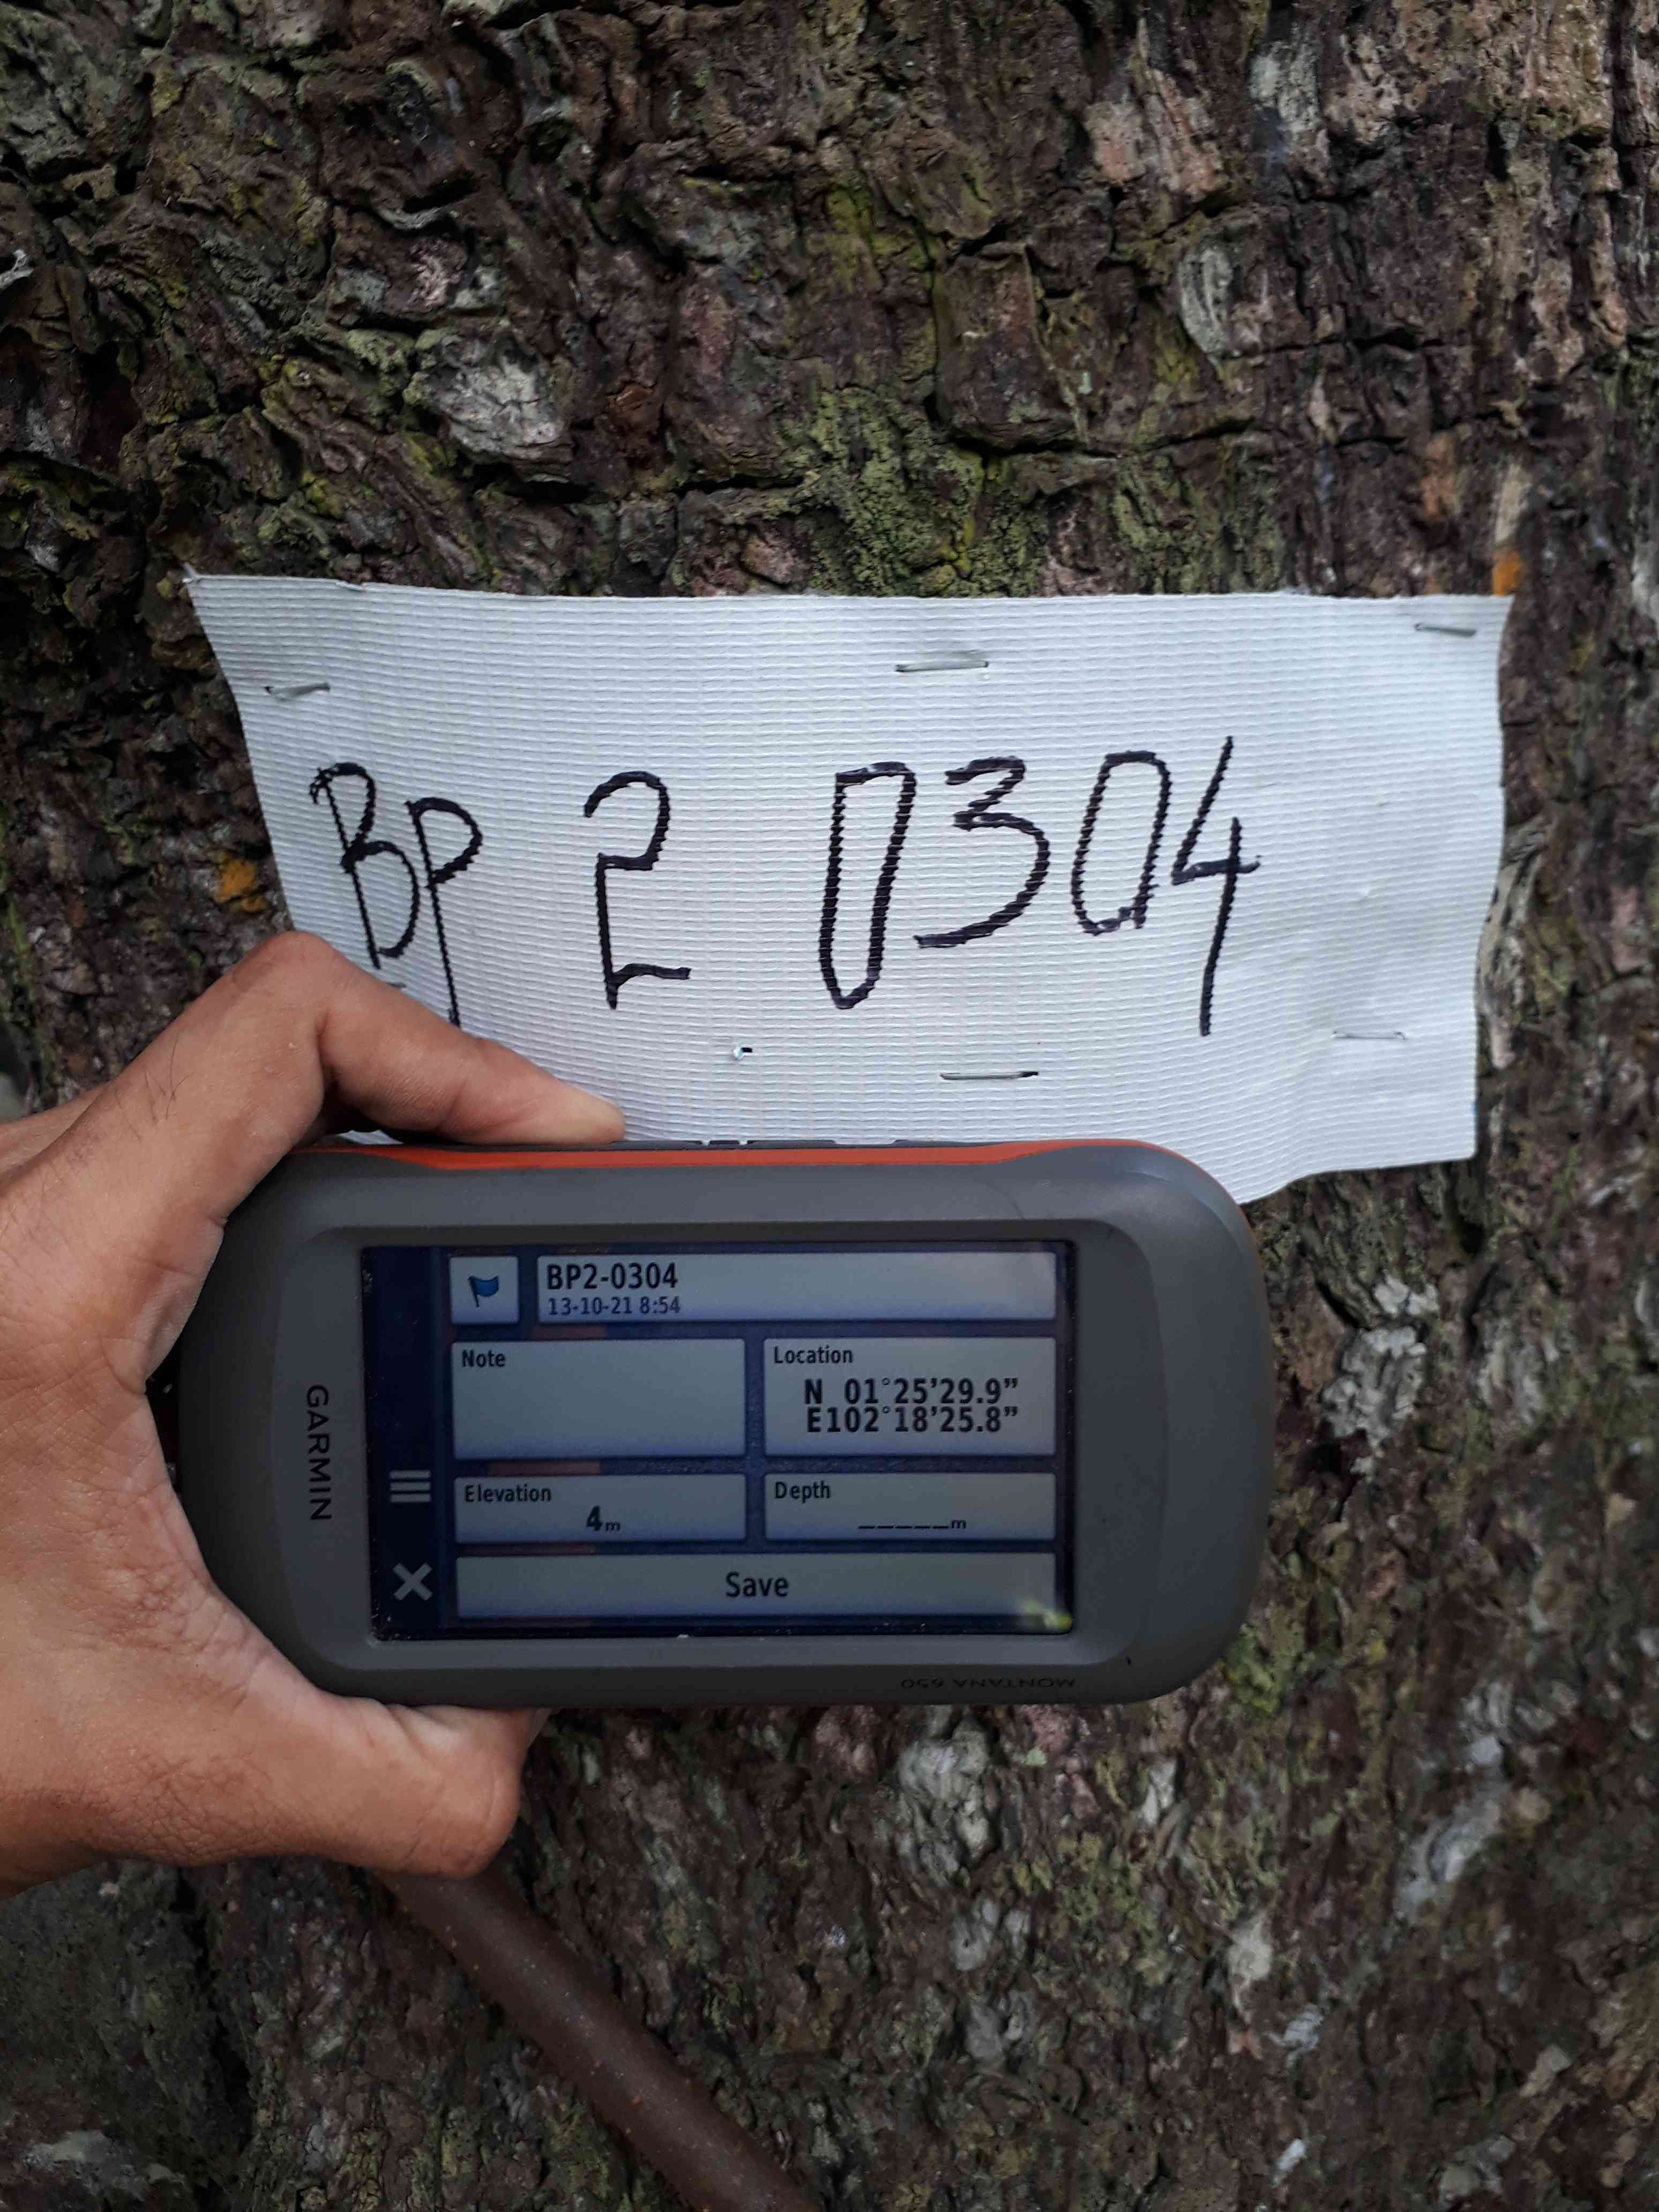 BP 2 0304
BP2-0304
13-10-21 8:54
Note
Location
N 01°25'29.9"
E102°18'25.8"
Elevation
4m
Depth
_____m
Save
GARMIN
MONTANA 650